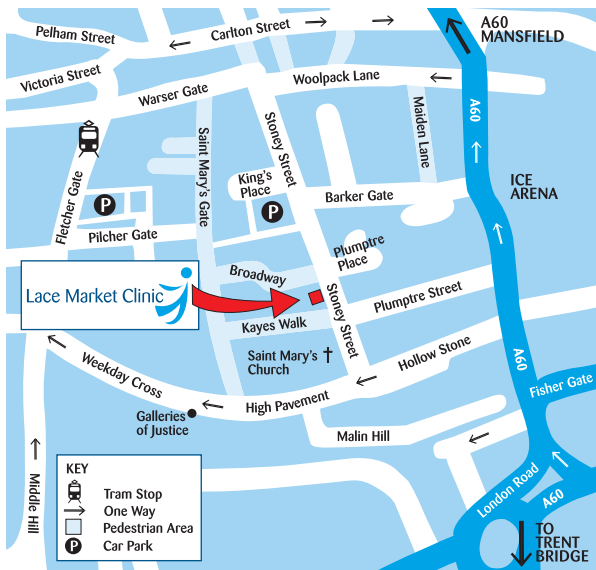 Pelham Street
Carlton Street
A60
MANSFIELD
Victoria Street
Woolpack Lane
Warser Gate
A60
Maiden Lane
Stoney Street
Saint Mary's Gate
King's
Place
P
ICE
ARENA
Barker Gate
Fletcher Gate
P
Pilcher Gate
Plumptre
Place
Broadway
Lace Market Clinic
Plumptre Street
Stoney Street
Kayes Walk
Saint Mary's
Church
Hollow Stone
A60
Weekday Cross
High Pavement
Fisher Gate
Galleries
of Justice
Malin Hill
Middle Hill
London Road
A60
KEY
Tram Stop
One Way
Pedestrian Area
P Car Park
TO
TRENT
BRIDGE